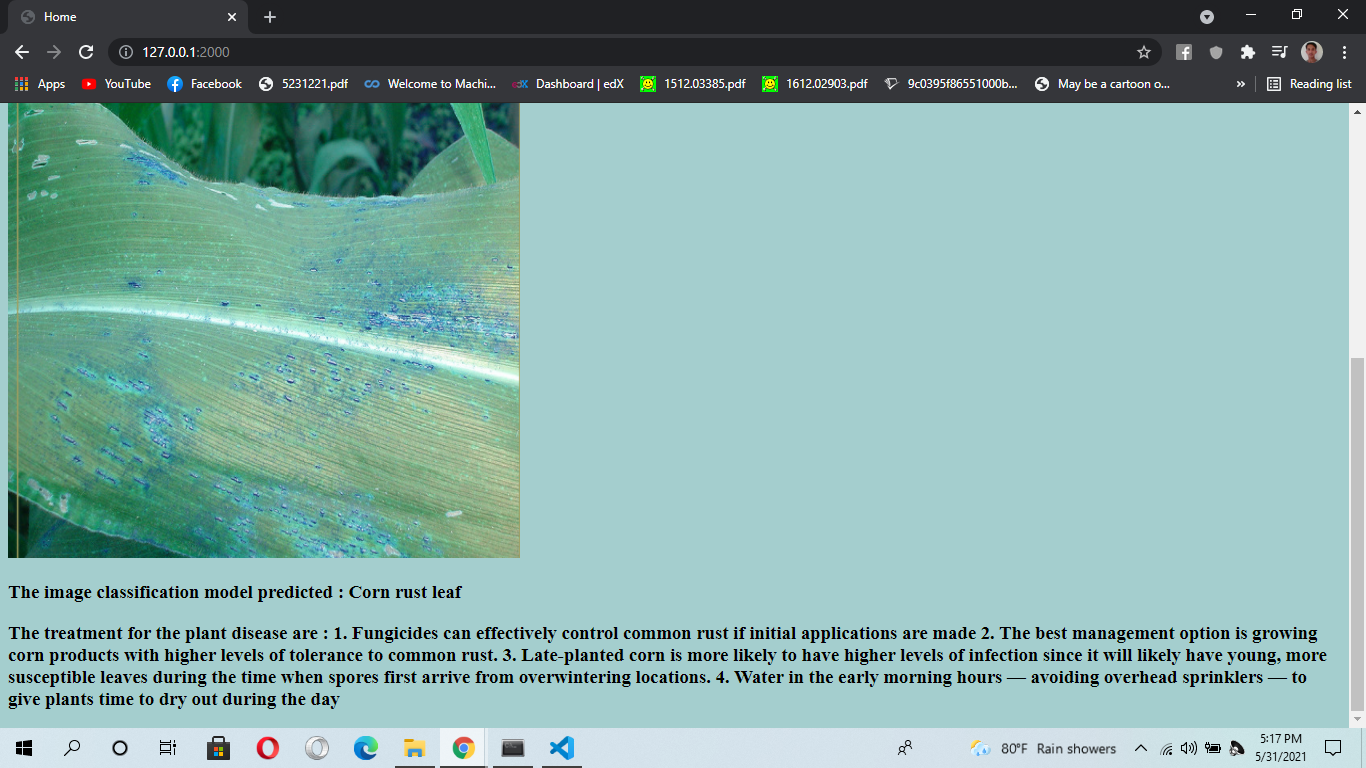 Home
127.0.0.1:2000
Apps YouTube Facebook 5231221.pdf Welcome to Machi... Dashboard | edX 1512.03385.pdf 1612.02903.pdf 9c0395f86551000b... May be a cartoon o... » Reading list
The image classification model predicted : Corn rust leaf
The treatment for the plant disease are : 1. Fungicides can effectively control common rust if initial applications are made 2. The best management option is growing
corn products with higher levels of tolerance to common rust. 3. Late-planted corn is more likely to have higher levels of infection since it will likely have young, more
susceptible leaves during the time when spores first arrive from overwintering locations. 4. Water in the early morning hours — avoiding overhead sprinklers — to
give plants time to dry out during the day
80°F Rain showers
5:17 PM
5/31/2021